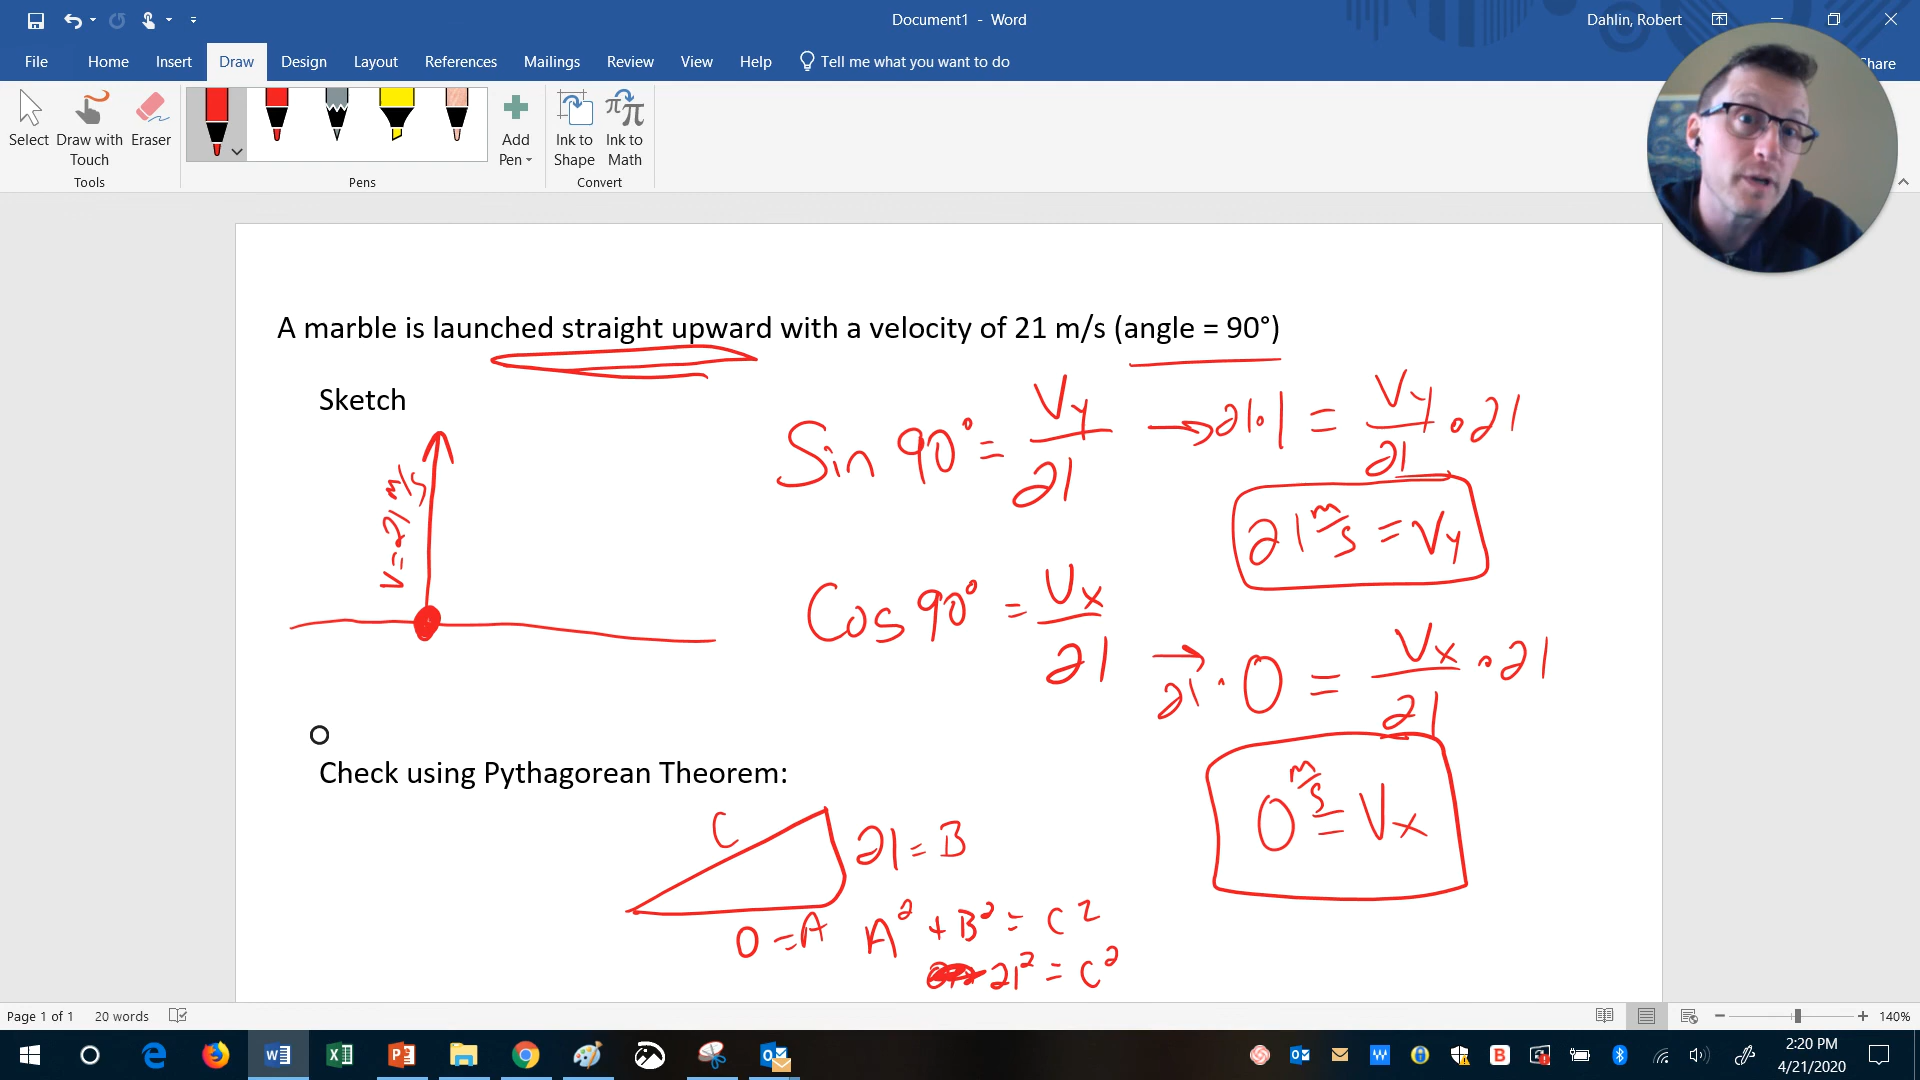 Document1 - Word
Dahlin, Robert
File Home Insert Draw Design Layout References Mailings Review View Help Tell me what you want to do
Share
Select Draw with Touch Eraser
Add Pen
Ink to Shape Ink to Math
Tools Pens Convert
A marble is launched straight upward with a velocity of 21 m/s (angle = 90°)
Sketch
V = 21 m/s
Sin 90° = Vy/21 → 21·1 = Vy/21 · 21
21 m/s = Vy
Cos 90° = Vx/21 → 21 · 0 = Vx/21 · 21
0 m/s = Vx
Check using Pythagorean Theorem:
C
21 = B
0 = A
A² + B² = C²
21² = C²
Page 1 of 1 20 words
140%
2:20 PM
4/21/2020